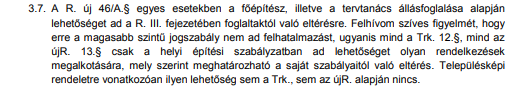 3.7. A R. új 46/A.§ egyes esetekben a főépítész, illetve a tervtanács állásfoglalása alapján
lehetőséget ad a R. III. fejezetében foglaltaktól való eltérésre. Felhívom szíves figyelmét, hogy
erre a magasabb szintű jogszabály nem ad felhatalmazást, ugyanis mind a Trk. 12.§, mind az
újR. 13.§ csak a helyi építési szabályzatban ad lehetőséget olyan rendelkezések
megalkotására, mely szerint meghatározható a saját szabályaitól való eltérés. Településképi
rendeletre vonatkozóan ilyen lehetőség sem a Trk., sem az újR. alapján nincs.